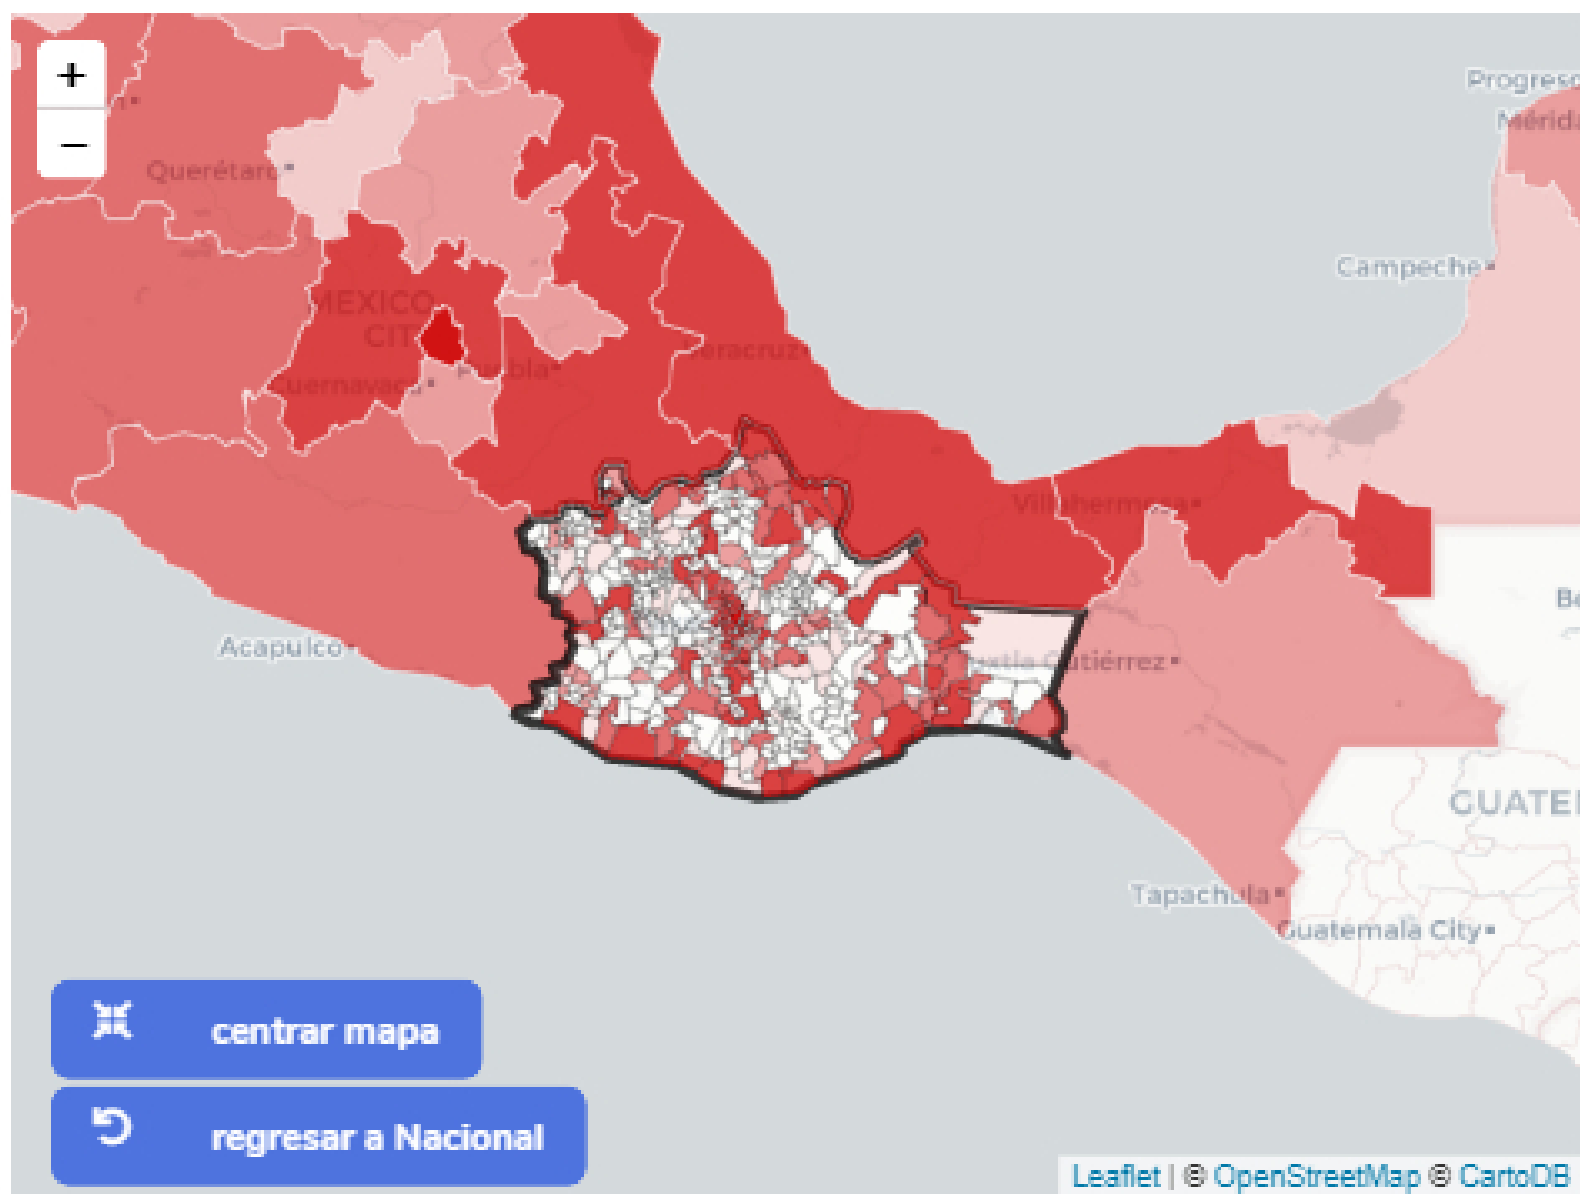 +
Progreso
Mérida
−
Querétaro
Campeche
MEXICO
CITY
Veracruz
Puebla
Cuernavaca
Villahermosa
Be
Acapulco
Tuxtla Gutiérrez
GUATE
Tapachula
Guatemala City
centrar mapa
regresar a Nacional
Leaflet | © OpenStreetMap © CartoDB